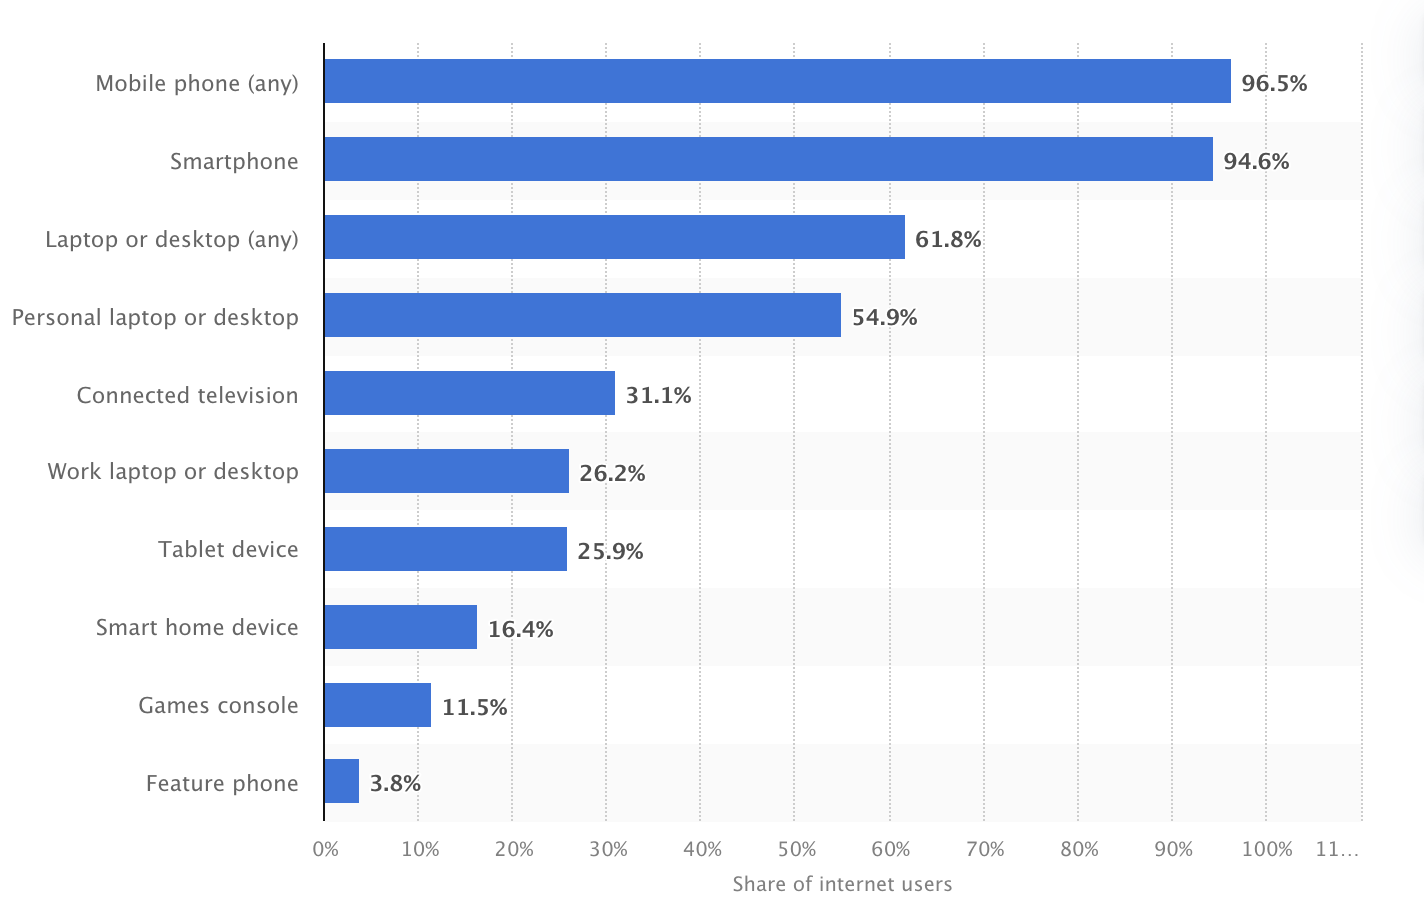 Mobile phone (any) 96.5%
Smartphone 94.6%
Laptop or desktop (any) 61.8%
Personal laptop or desktop 54.9%
Connected television 31.1%
Work laptop or desktop 26.2%
Tablet device 25.9%
Smart home device 16.4%
Games console 11.5%
Feature phone 3.8%
0% 10% 20% 30% 40% 50% 60% 70% 80% 90% 100% 11...
Share of internet users